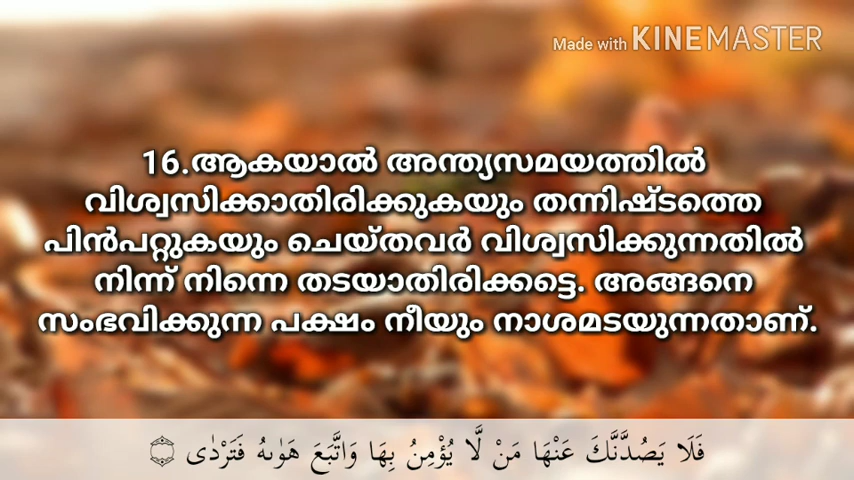 Made with KINEMASTER
16.ആകയാൽ അന്ത്യസമയത്തിൽ
വിശ്വസിക്കാതിരിക്കുകയും തന്നിഷ്ടത്തെ
പിൻപറ്റുകയും ചെയ്തവർ വിശ്വസിക്കുന്നതിൽ
നിന്ന് നിന്നെ തടയാതിരിക്കട്ടെ. അങ്ങനെ
സംഭവിക്കുന്ന പക്ഷം നീയും നാശമടയുന്നതാണ്.
فَلَا يَصُدَّنَّكَ عَنْهَا مَنْ لَّا يُؤْمِنُ بِهَا وَاتَّبَعَ هَوٰىهُ فَتَرْدٰى ۝